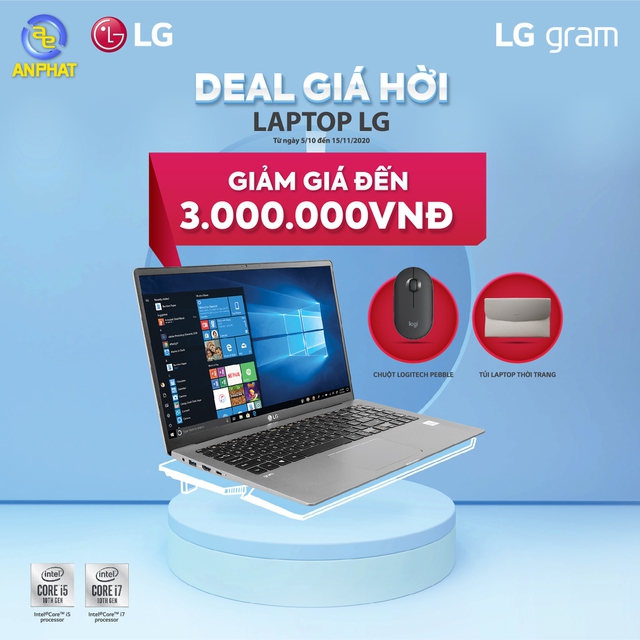 ANPHAT
LG
LG gram
DEAL GIÁ HỜI
LAPTOP LG
Từ ngày 5/10 đến 15/11/2020
GIẢM GIÁ ĐẾN
3.000.000VNĐ
logi
CHUỘT LOGITECH PEBBLE
TÚI LAPTOP THỜI TRANG
LG
intel
CORE i5
10TH GEN
Intel®Core™ i5
processor
intel
CORE i7
10TH GEN
Intel®Core™ i7
processor